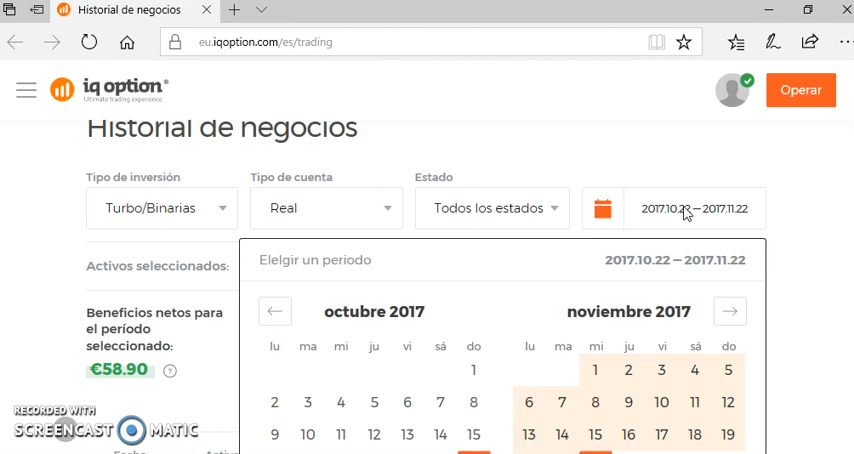 Historial de negocios
eu.iqoption.com/es/trading
iq option®
Ultimate trading experience
Operar
Historial de negocios
Tipo de inversión
Tipo de cuenta
Estado
Turbo/Binarias
Real
Todos los estados
2017.10.22 – 2017.11.22
Activos seleccionados:
Elelgir un periodo
2017.10.22 – 2017.11.22
Beneficios netos para
el período
seleccionado:
€58.90 ?
← octubre 2017
noviembre 2017 →
lu ma mi ju vi sá do
1
2 3 4 5 6 7 8
9 10 11 12 13 14 15
lu ma mi ju vi sá do
1 2 3 4 5
6 7 8 9 10 11 12
13 14 15 16 17 18 19
RECORDED WITH
SCREENCAST MATIC
Fecha